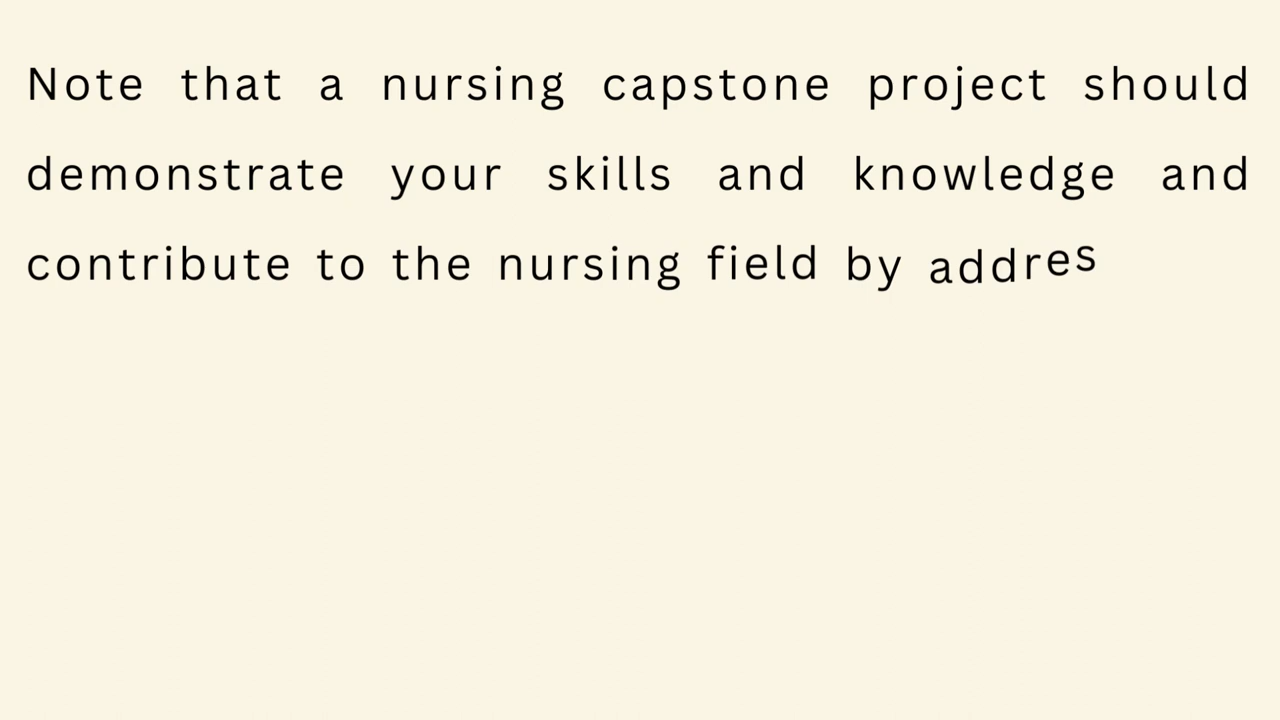 Note that a nursing capstone project should
demonstrate your skills and knowledge and
contribute to the nursing field by addres